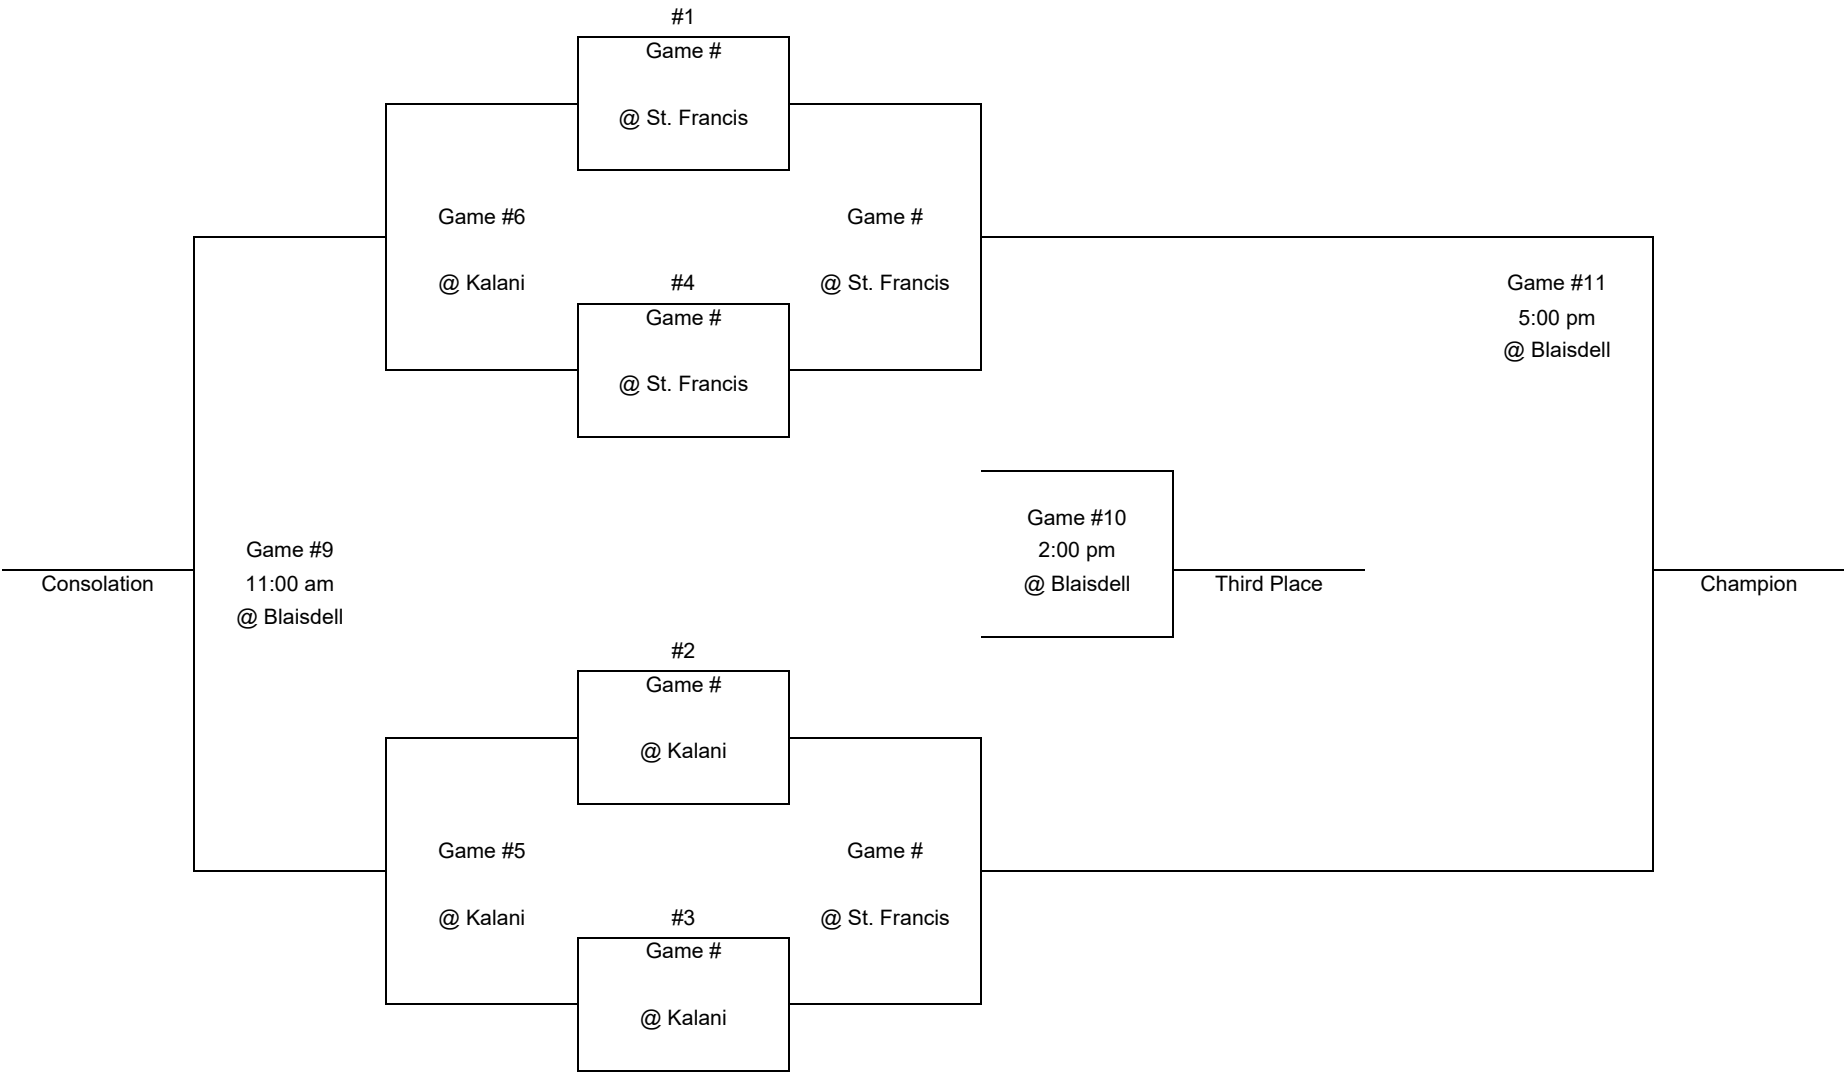 #1
Game #
@ St. Francis
Game #6
Game #
@ Kalani
#4
@ St. Francis
Game #11
Game #
5:00 pm
@ Blaisdell
@ St. Francis
Game #10
Game #9
2:00 pm
Consolation
11:00 am
@ Blaisdell
Third Place
Champion
@ Blaisdell
#2
Game #
@ Kalani
Game #5
Game #
@ Kalani
#3
@ St. Francis
Game #
@ Kalani